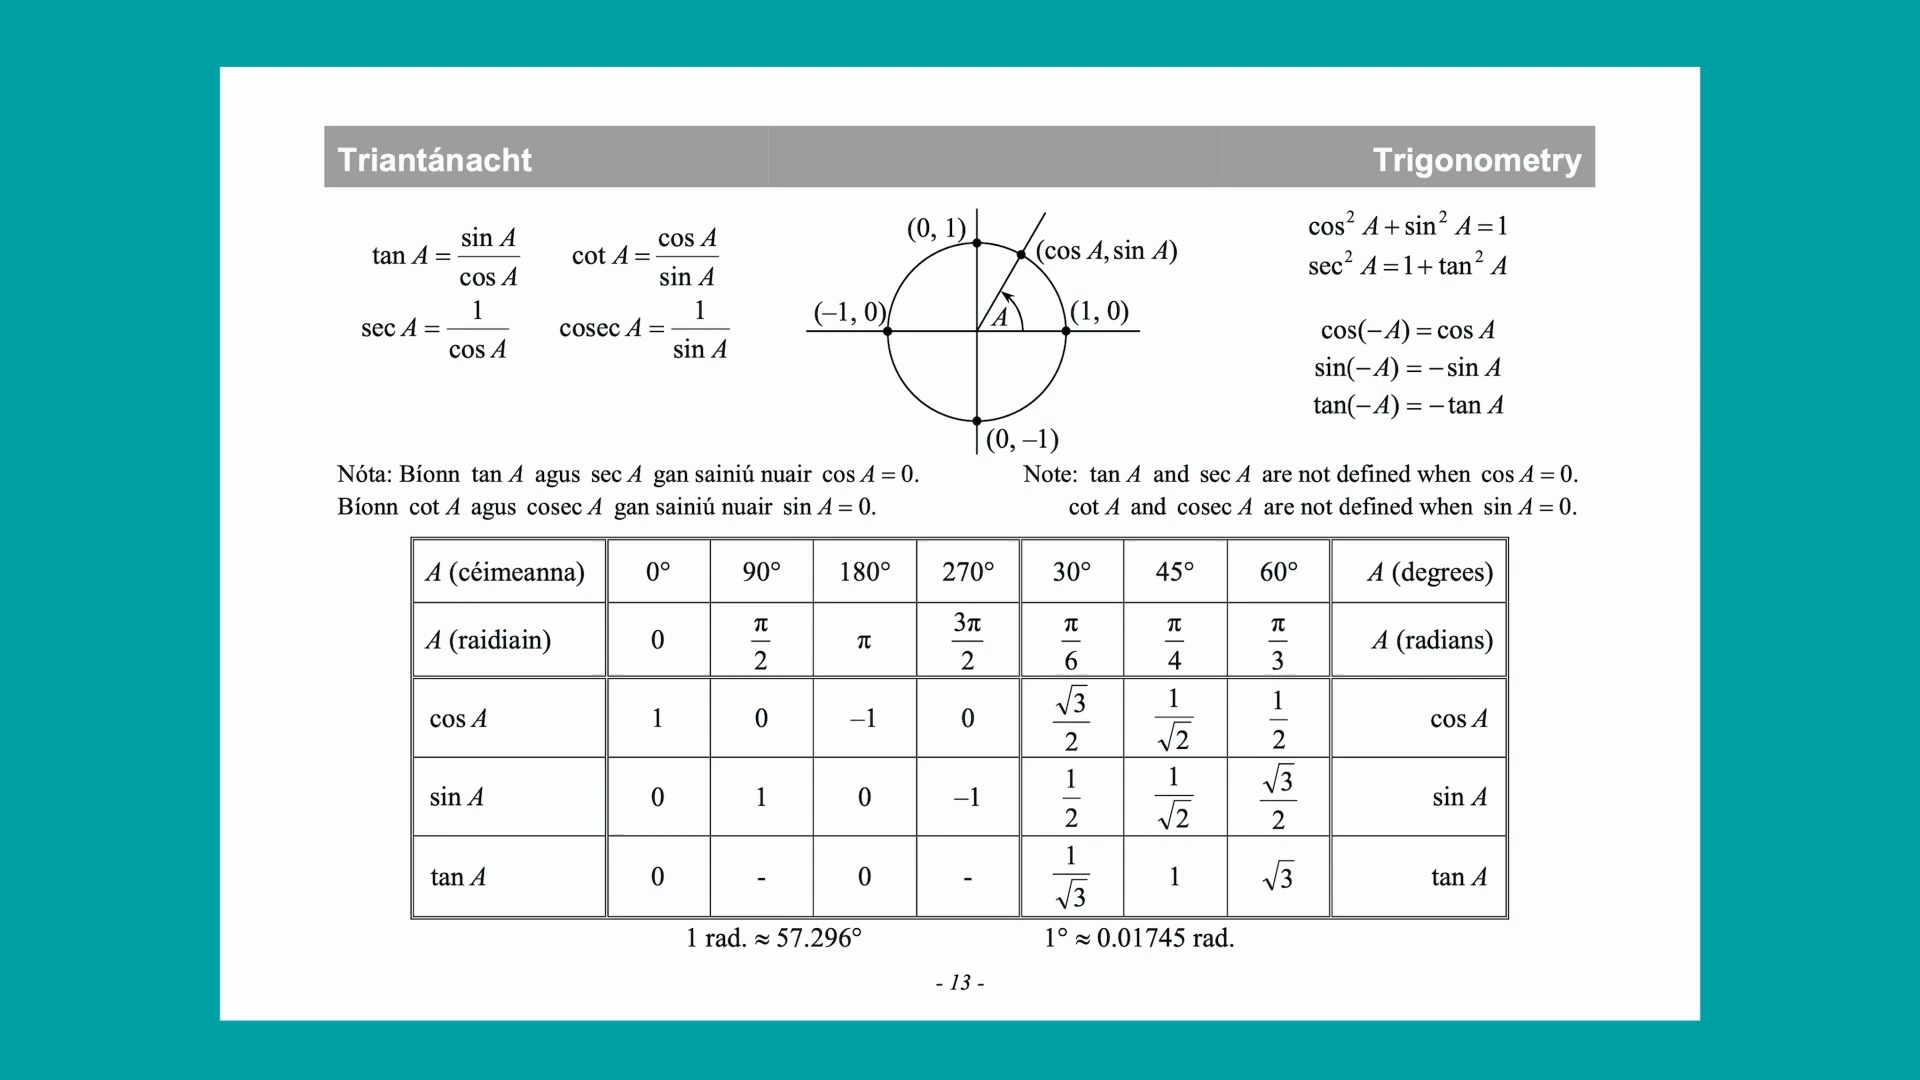 Triantánacht Trigonometry
tan A = sin A / cos A
cot A = cos A / sin A
sec A = 1 / cos A
cosec A = 1 / sin A
(0, 1)
(cos A, sin A)
(–1, 0)
A
(1, 0)
(0, –1)
cos² A + sin² A = 1
sec² A = 1 + tan² A
cos(−A) = cos A
sin(−A) = − sin A
tan(−A) = − tan A
Nóta: Bíonn tan A agus sec A gan sainiú nuair cos A = 0.
Bíonn cot A agus cosec A gan sainiú nuair sin A = 0.
Note: tan A and sec A are not defined when cos A = 0.
cot A and cosec A are not defined when sin A = 0.
A (céimeanna) 0° 90° 180° 270° 30° 45° 60° A (degrees)
A (raidiain) 0 π/2 π 3π/2 π/6 π/4 π/3 A (radians)
cos A 1 0 –1 0 √3/2 1/√2 1/2 cos A
sin A 0 1 0 –1 1/2 1/√2 √3/2 sin A
tan A 0 - 0 - 1/√3 1 √3 tan A
1 rad. ≈ 57.296° 1° ≈ 0.01745 rad.
- 13 -